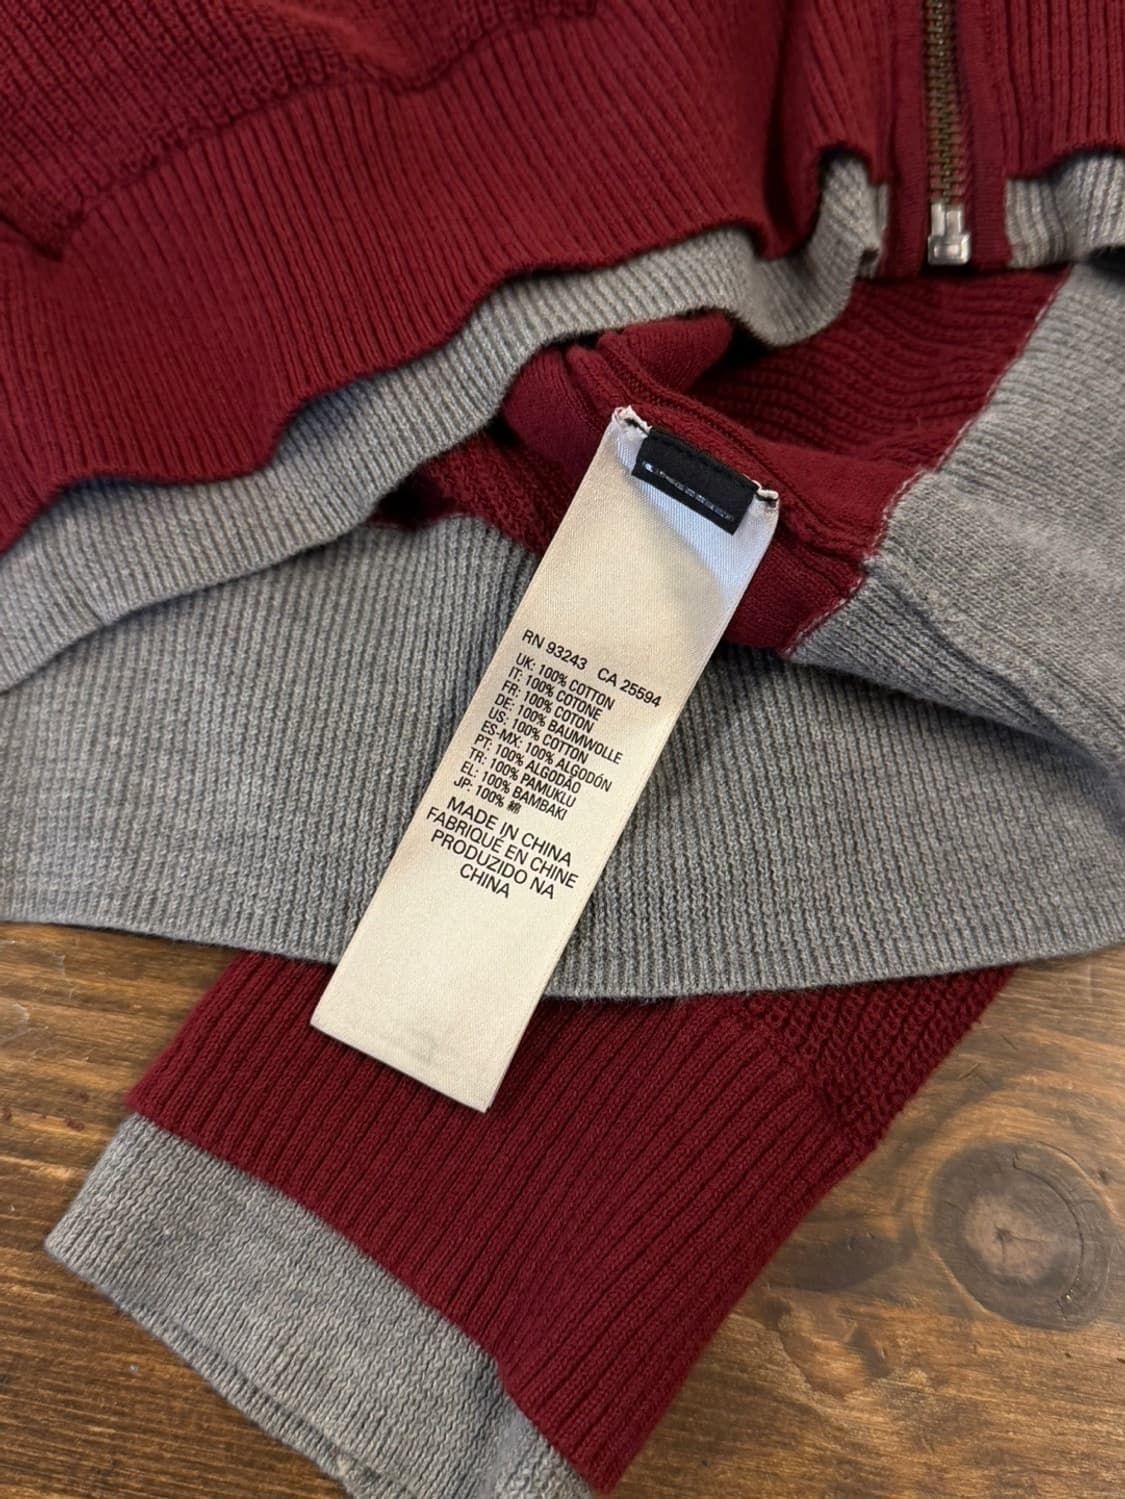 RN 93243 CA 25594
UK: 100% COTTON
IT: 100% COTONE
FR: 100% COTON
DE: 100% BAUMWOLLE
US: 100% COTTON
ES-MX: 100% ALGODÓN
PT: 100% ALGODÃO
TR: 100% PAMUKLU
EL: 100% BAMBAKI
JP: 100% 綿
MADE IN CHINA
FABRIQUÉ EN CHINE
PRODUZIDO NA
CHINA